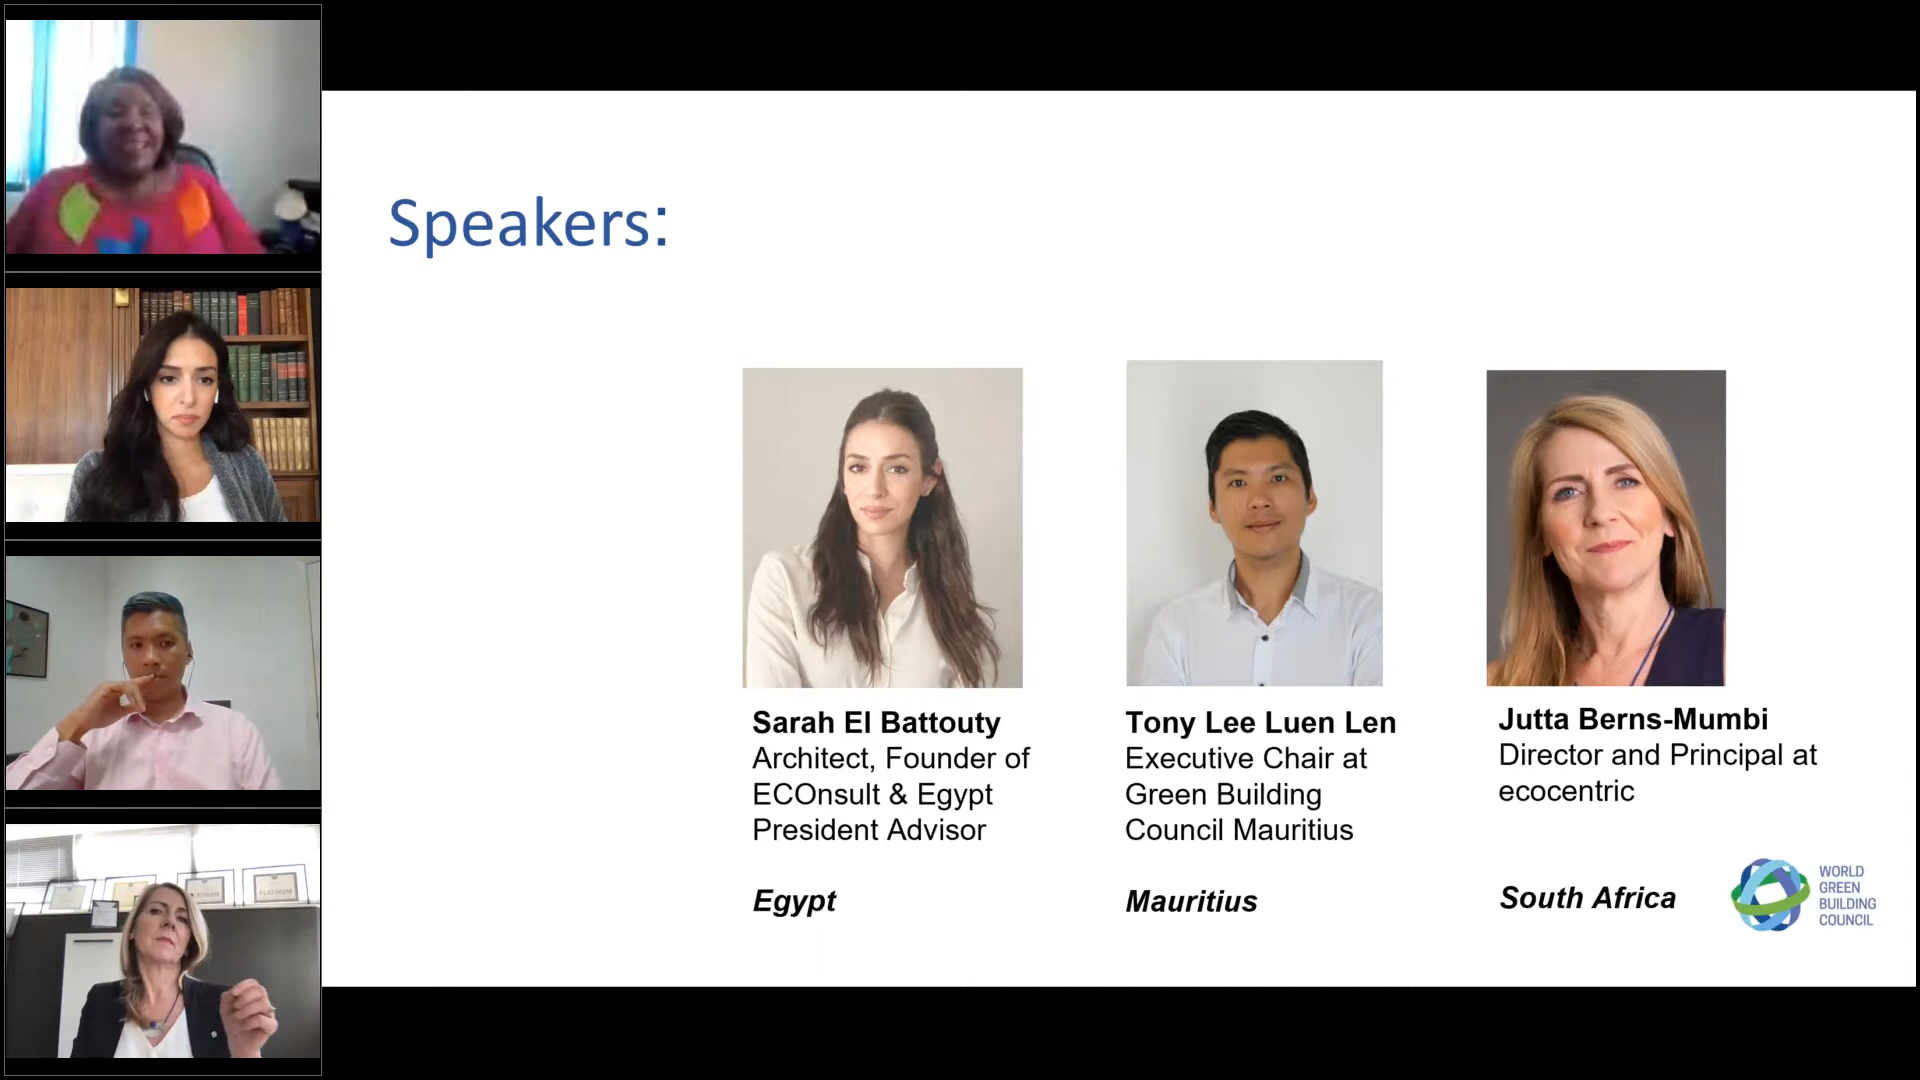 Speakers:
Sarah El Battouty
Architect, Founder of
ECOnsult & Egypt
President Advisor
Egypt
Tony Lee Luen Len
Executive Chair at
Green Building
Council Mauritius
Mauritius
Jutta Berns-Mumbi
Director and Principal at
ecocentric
South Africa
WORLD
GREEN
BUILDING
COUNCIL
PLATINUM